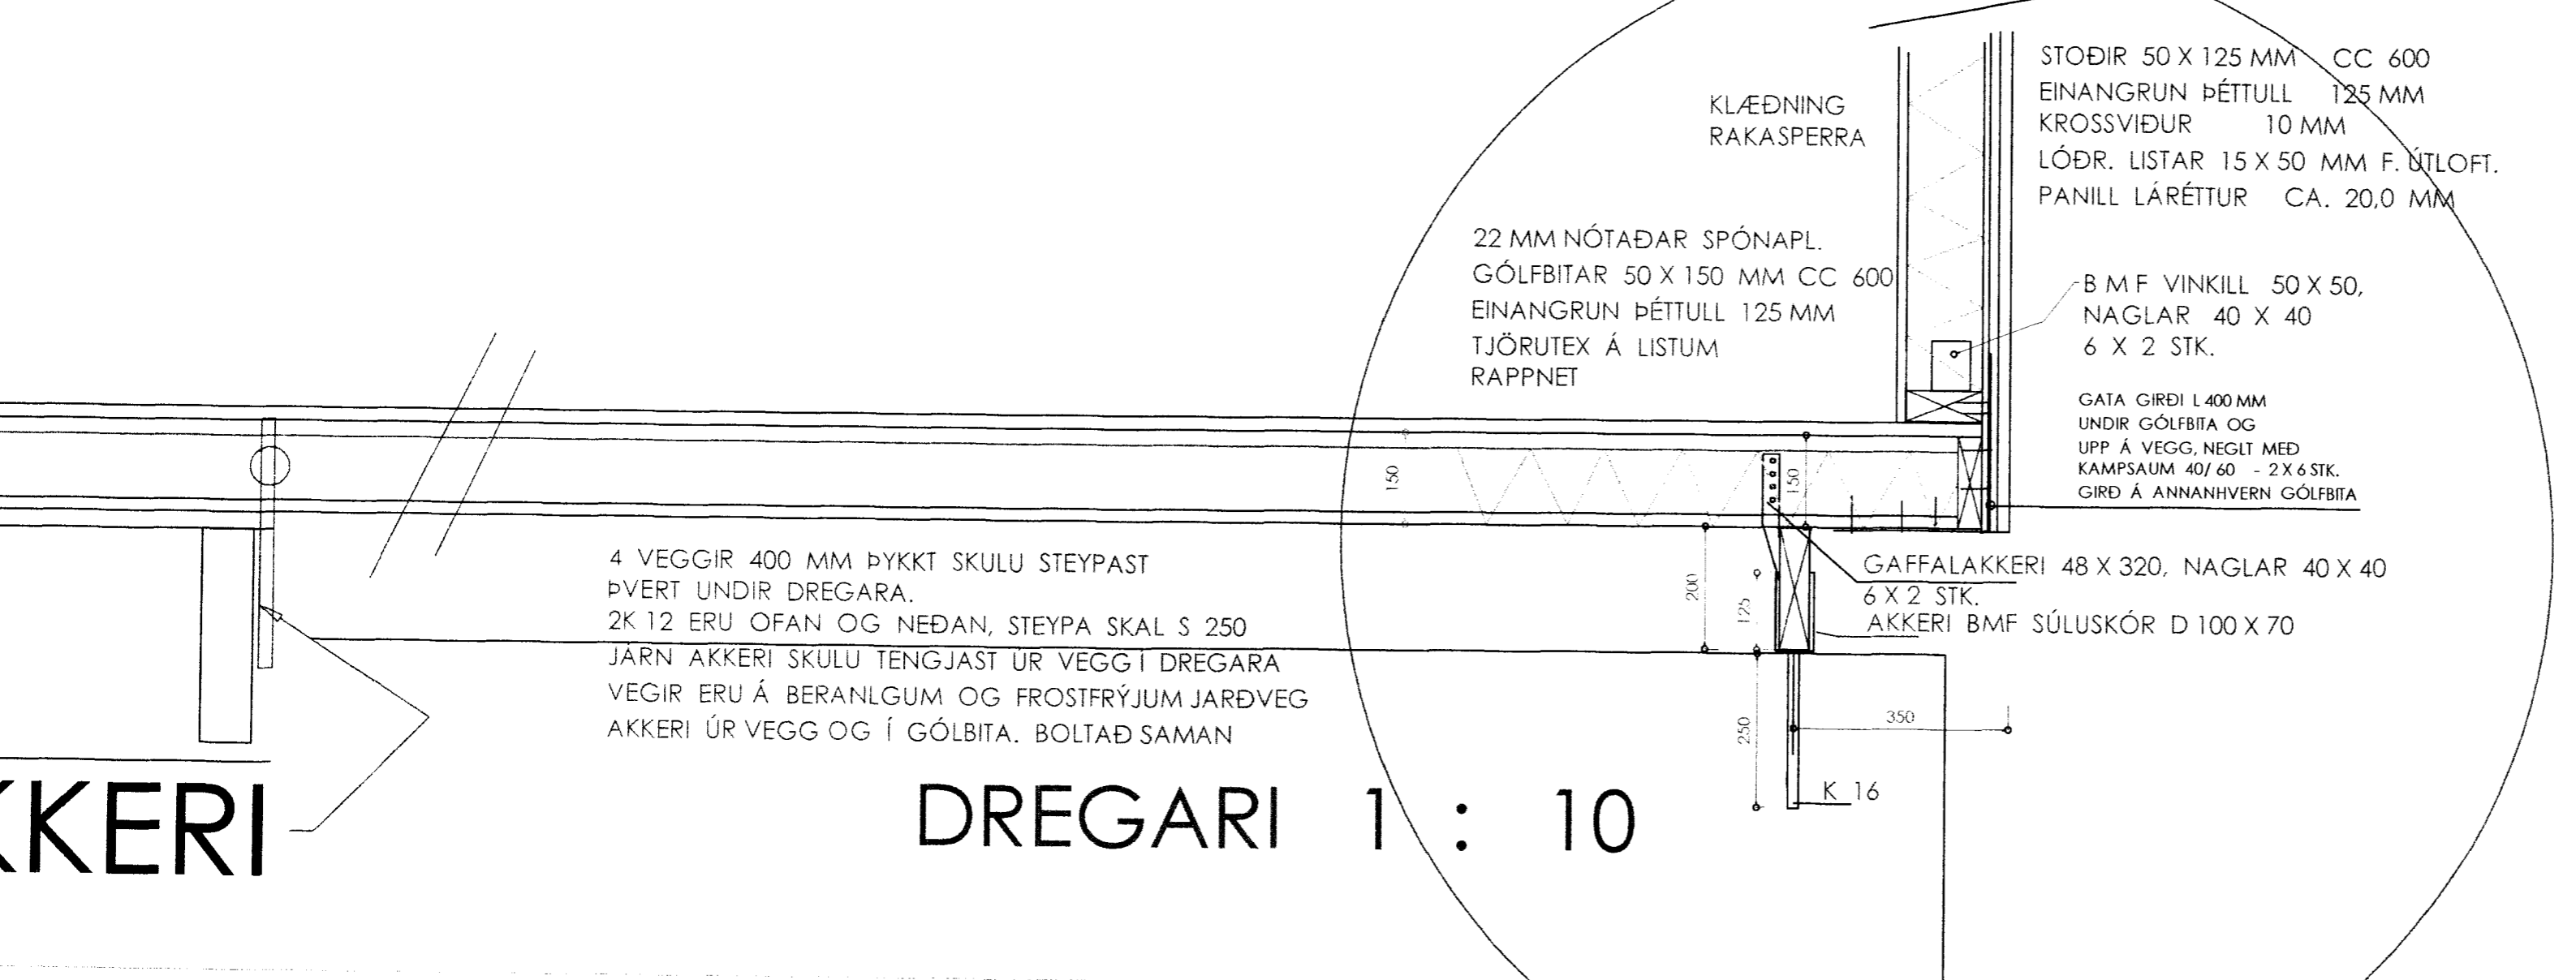 STOÐIR 50 X 125 MM CC 600
EINANGRUN ÞÉTTULL 125 MM
KROSSVIÐUR 10 MM
LÓÐR. LISTAR 15 X 50 MM F. ÚTLOFT.
PANILL LÁRÉTTUR CA. 20,0 MM
KLÆÐNING
RAKASPERRA
22 MM NÓTAÐAR SPÓNAPL.
GÓLFBITAR 50 X 150 MM CC 600
EINANGRUN ÞÉTTULL 125 MM
TJÖRUTEX Á LISTUM
RAPPNET
B M F VINKILL 50 X 50,
NAGLAR 40 X 40
6 X 2 STK.
GATA GIRÐI L 400 MM
UNDIR GÓLFBITA OG
UPP Á VEGG, NEGLT MEÐ
KAMPSAUM 40/ 60 - 2 X 6 STK.
GIRÐ Á ANNANHVERN GÓLFBITA
150
150
200
125
250
350
GAFFALAKKERI 48 X 320, NAGLAR 40 X 40
6 X 2 STK.
AKKERI BMF SÚLUSKÓR D 100 X 70
K 16
4 VEGGIR 400 MM ÞYKKT SKULU STEYPAST
ÞVERT UNDIR DREGARA.
2K 12 ERU OFAN OG NEÐAN, STEYPA SKAL S 250
JÁRN AKKERI SKULU TENGJAST ÚR VEGG Í DREGARA
VEGIR ERU Á BERANLGUM OG FROSTFRÝJUM JARÐVEG
AKKERI ÚR VEGG OG Í GÓLBITA. BOLTAÐ SAMAN
KKERI
DREGARI 1 : 10